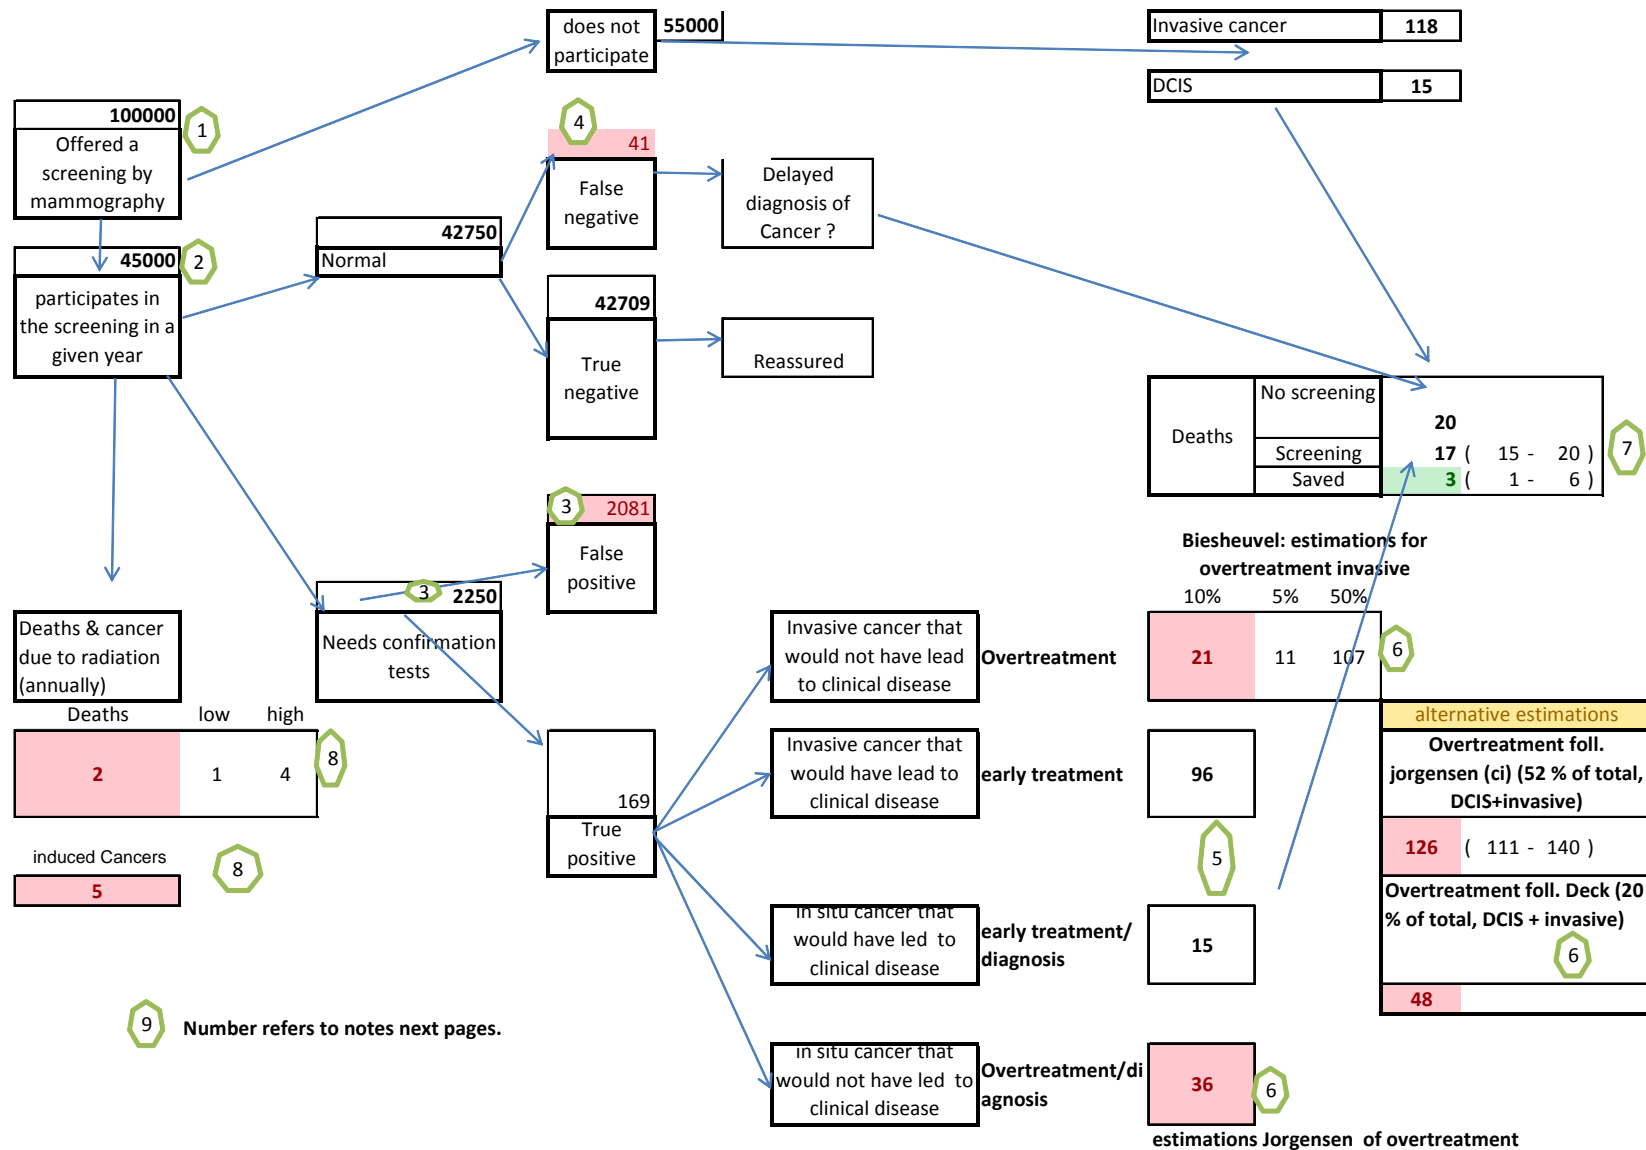 does not
participate
55000
Invasive cancer
118
DCIS
15
100000
1
Offered a
screening by
mammography
4
41
False
negative
Delayed
diagnosis of
Cancer ?
42750
Normal
45000
2
participates in
the screening in a
given year
42709
True
negative
Reassured
Deaths
No screening
20
Screening
17 ( 15 - 20 )
Saved
3 ( 1 - 6 )
7
3
2081
False
positive
3
2250
Needs confirmation
tests
Biesheuvel: estimations for
overtreatment invasive
10% 5% 50%
Deaths & cancer
due to radiation
(annually)
Deaths low high
2 1 4
8
induced Cancers
8
5
169
True
positive
Invasive cancer that
would not have lead
to clinical disease
Overtreatment
21 11 107
6
Invasive cancer that
would have lead to
clinical disease
early treatment
96
5
In situ cancer that
would have led to
clinical disease
early treatment/
diagnosis
15
In situ cancer that
would not have led to
clinical disease
Overtreatment/di
agnosis
36
6
estimations Jorgensen of overtreatment
alternative estimations
Overtreatment foll.
jorgensen (ci) (52 % of total,
DCIS+invasive)
126 ( 111 - 140 )
Overtreatment foll. Deck (20
% of total, DCIS + invasive)
6
48
9
Number refers to notes next pages.